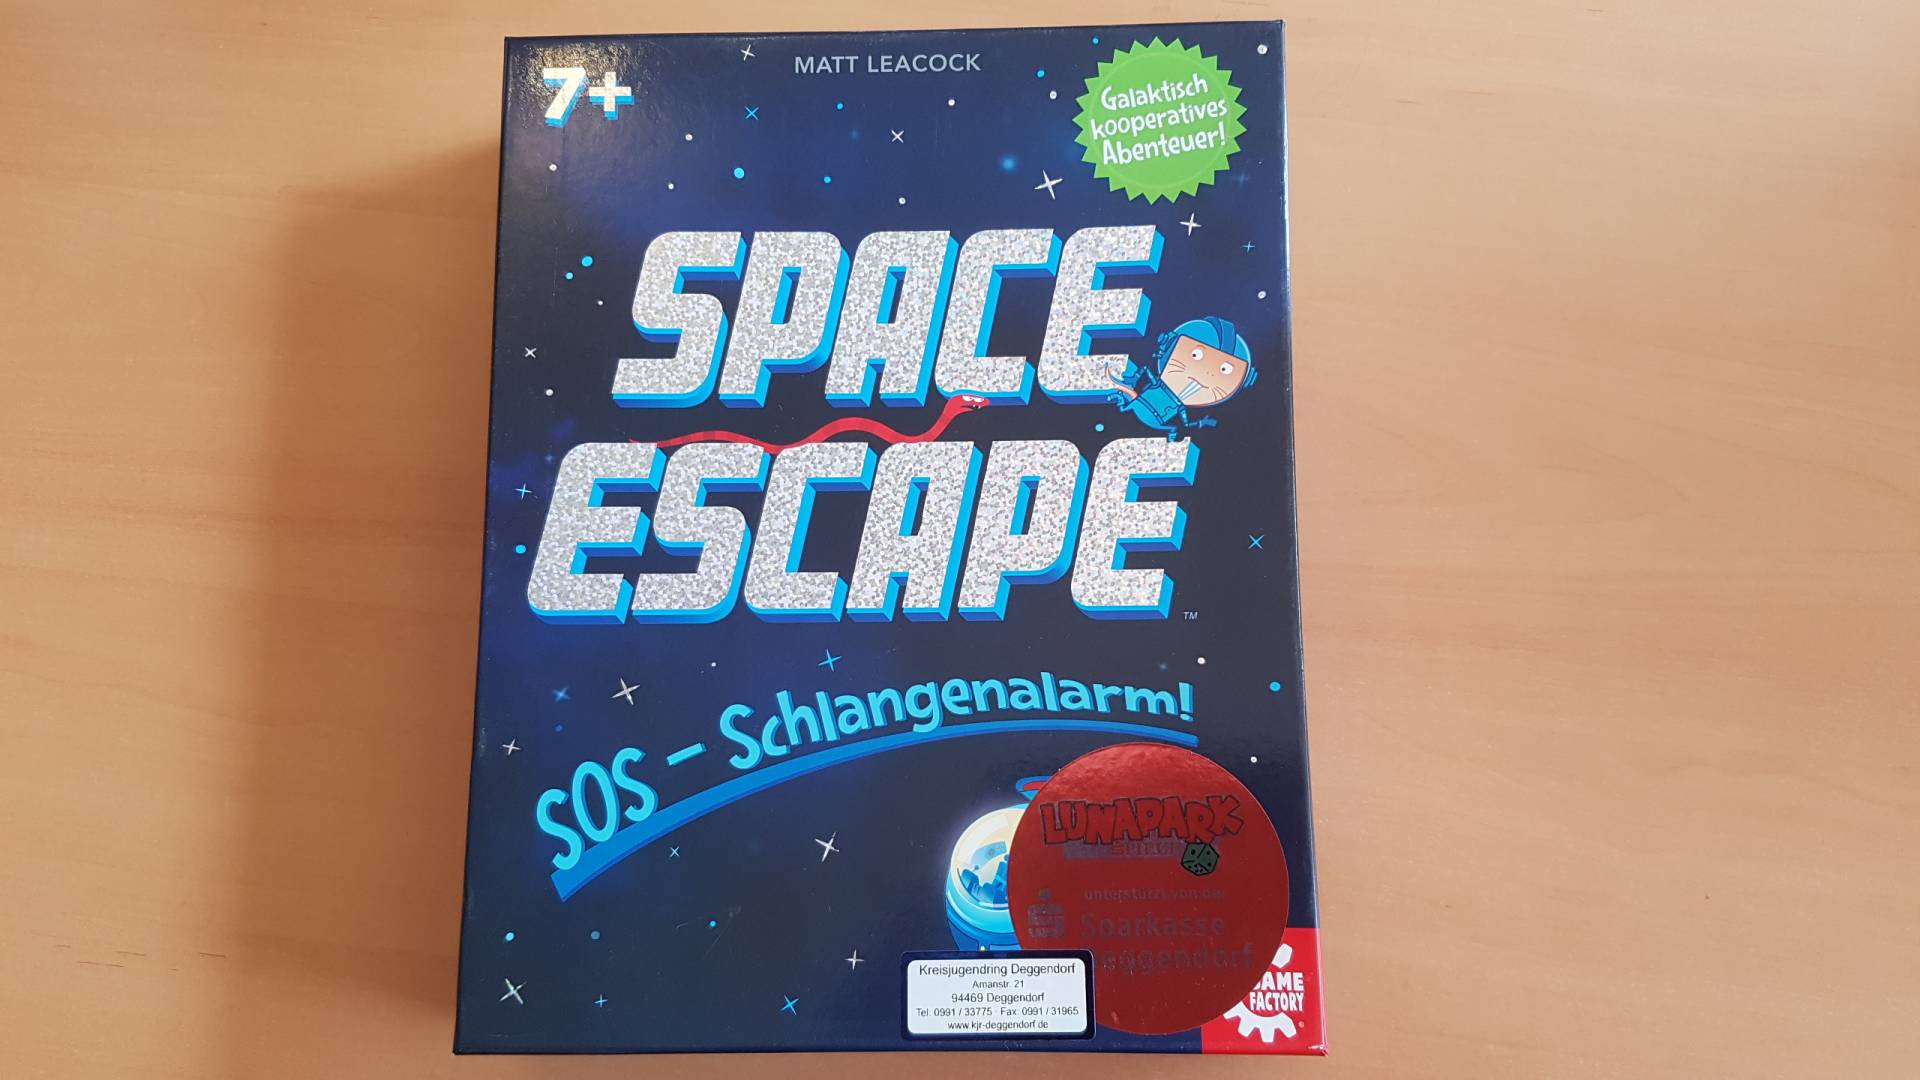 7+
MATT LEACOCK
Galaktisch
kooperatives
Abenteuer!
SPACE
ESCAPE
TM
SOS - Schlangenalarm!
LUNAPARK
unterstützt von der
Sparkasse
Deggendorf
GAME
FACTORY
Kreisjugendring Deggendorf
Amanstr. 21
94469 Deggendorf
Tel: 0991 / 33775 · Fax: 0991 / 31965
www.kjr-deggendorf.de